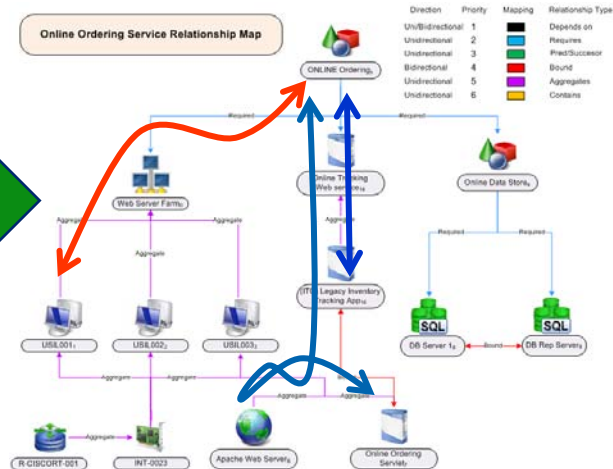 Online Ordering Service Relationship Map
Direction Priority Mapping Relationship Type
Uni/Bidirectional 1 Depends on
Unidirectional 2 Requires
Unidirectional 3 Pred/Succesor
Bidirectional 4 Bound
Unidirectional 5 Aggregates
Unidirectional 6 Contains
ONLINE Ordering
Required
Required
Required
Web Server Farm
Online Tracking
Web service
Online Data Store
Aggregate
Aggregate
Aggregate
Aggregate
Required
Required
Legacy Inventory
Tracking App
USIL001
USIL002
USIL003
SQL
SQL
DB Server 1
Bound
DB Rep Server
Aggregate
Aggregate
Aggregate
Aggregate
Aggregate
R-CISCORT-001
INT-0023
Apache Web Server
Online Ordering
Servlet